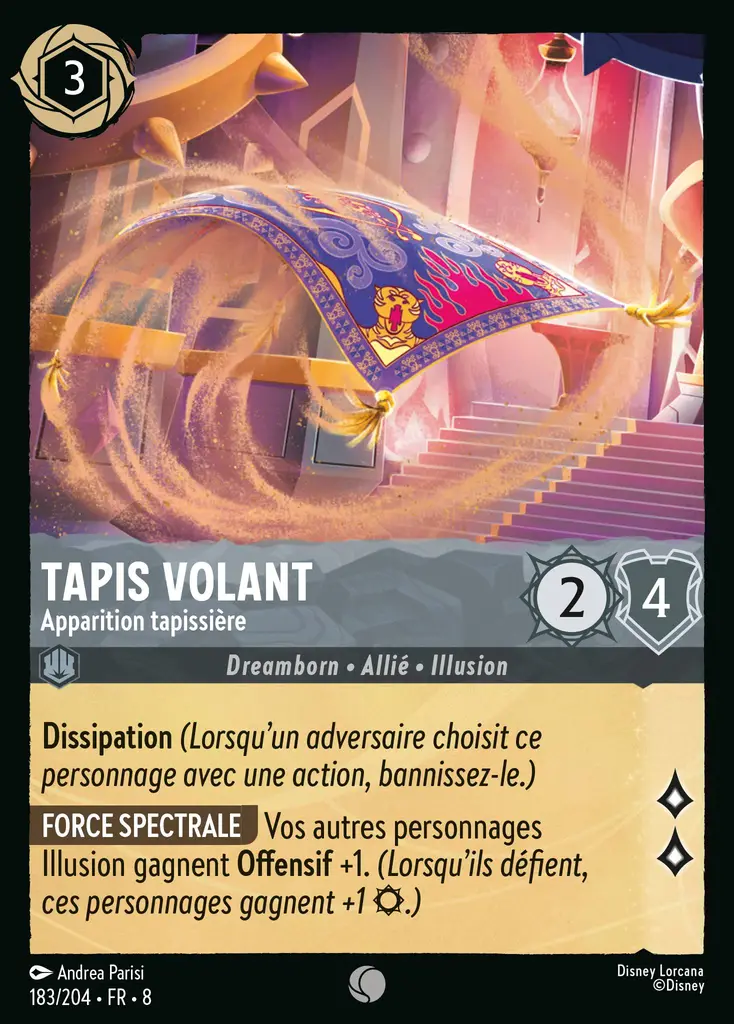 3
TAPIS VOLANT
Apparition tapissière
2
4
Dreamborn • Allié • Illusion
Dissipation (Lorsqu'un adversaire choisit ce
personnage avec une action, bannissez-le.)
FORCE SPECTRALE Vos autres personnages
Illusion gagnent Offensif +1. (Lorsqu'ils défient,
ces personnages gagnent +1 .)
Andrea Parisi
183/204 • FR • 8
Disney Lorcana
©Disney